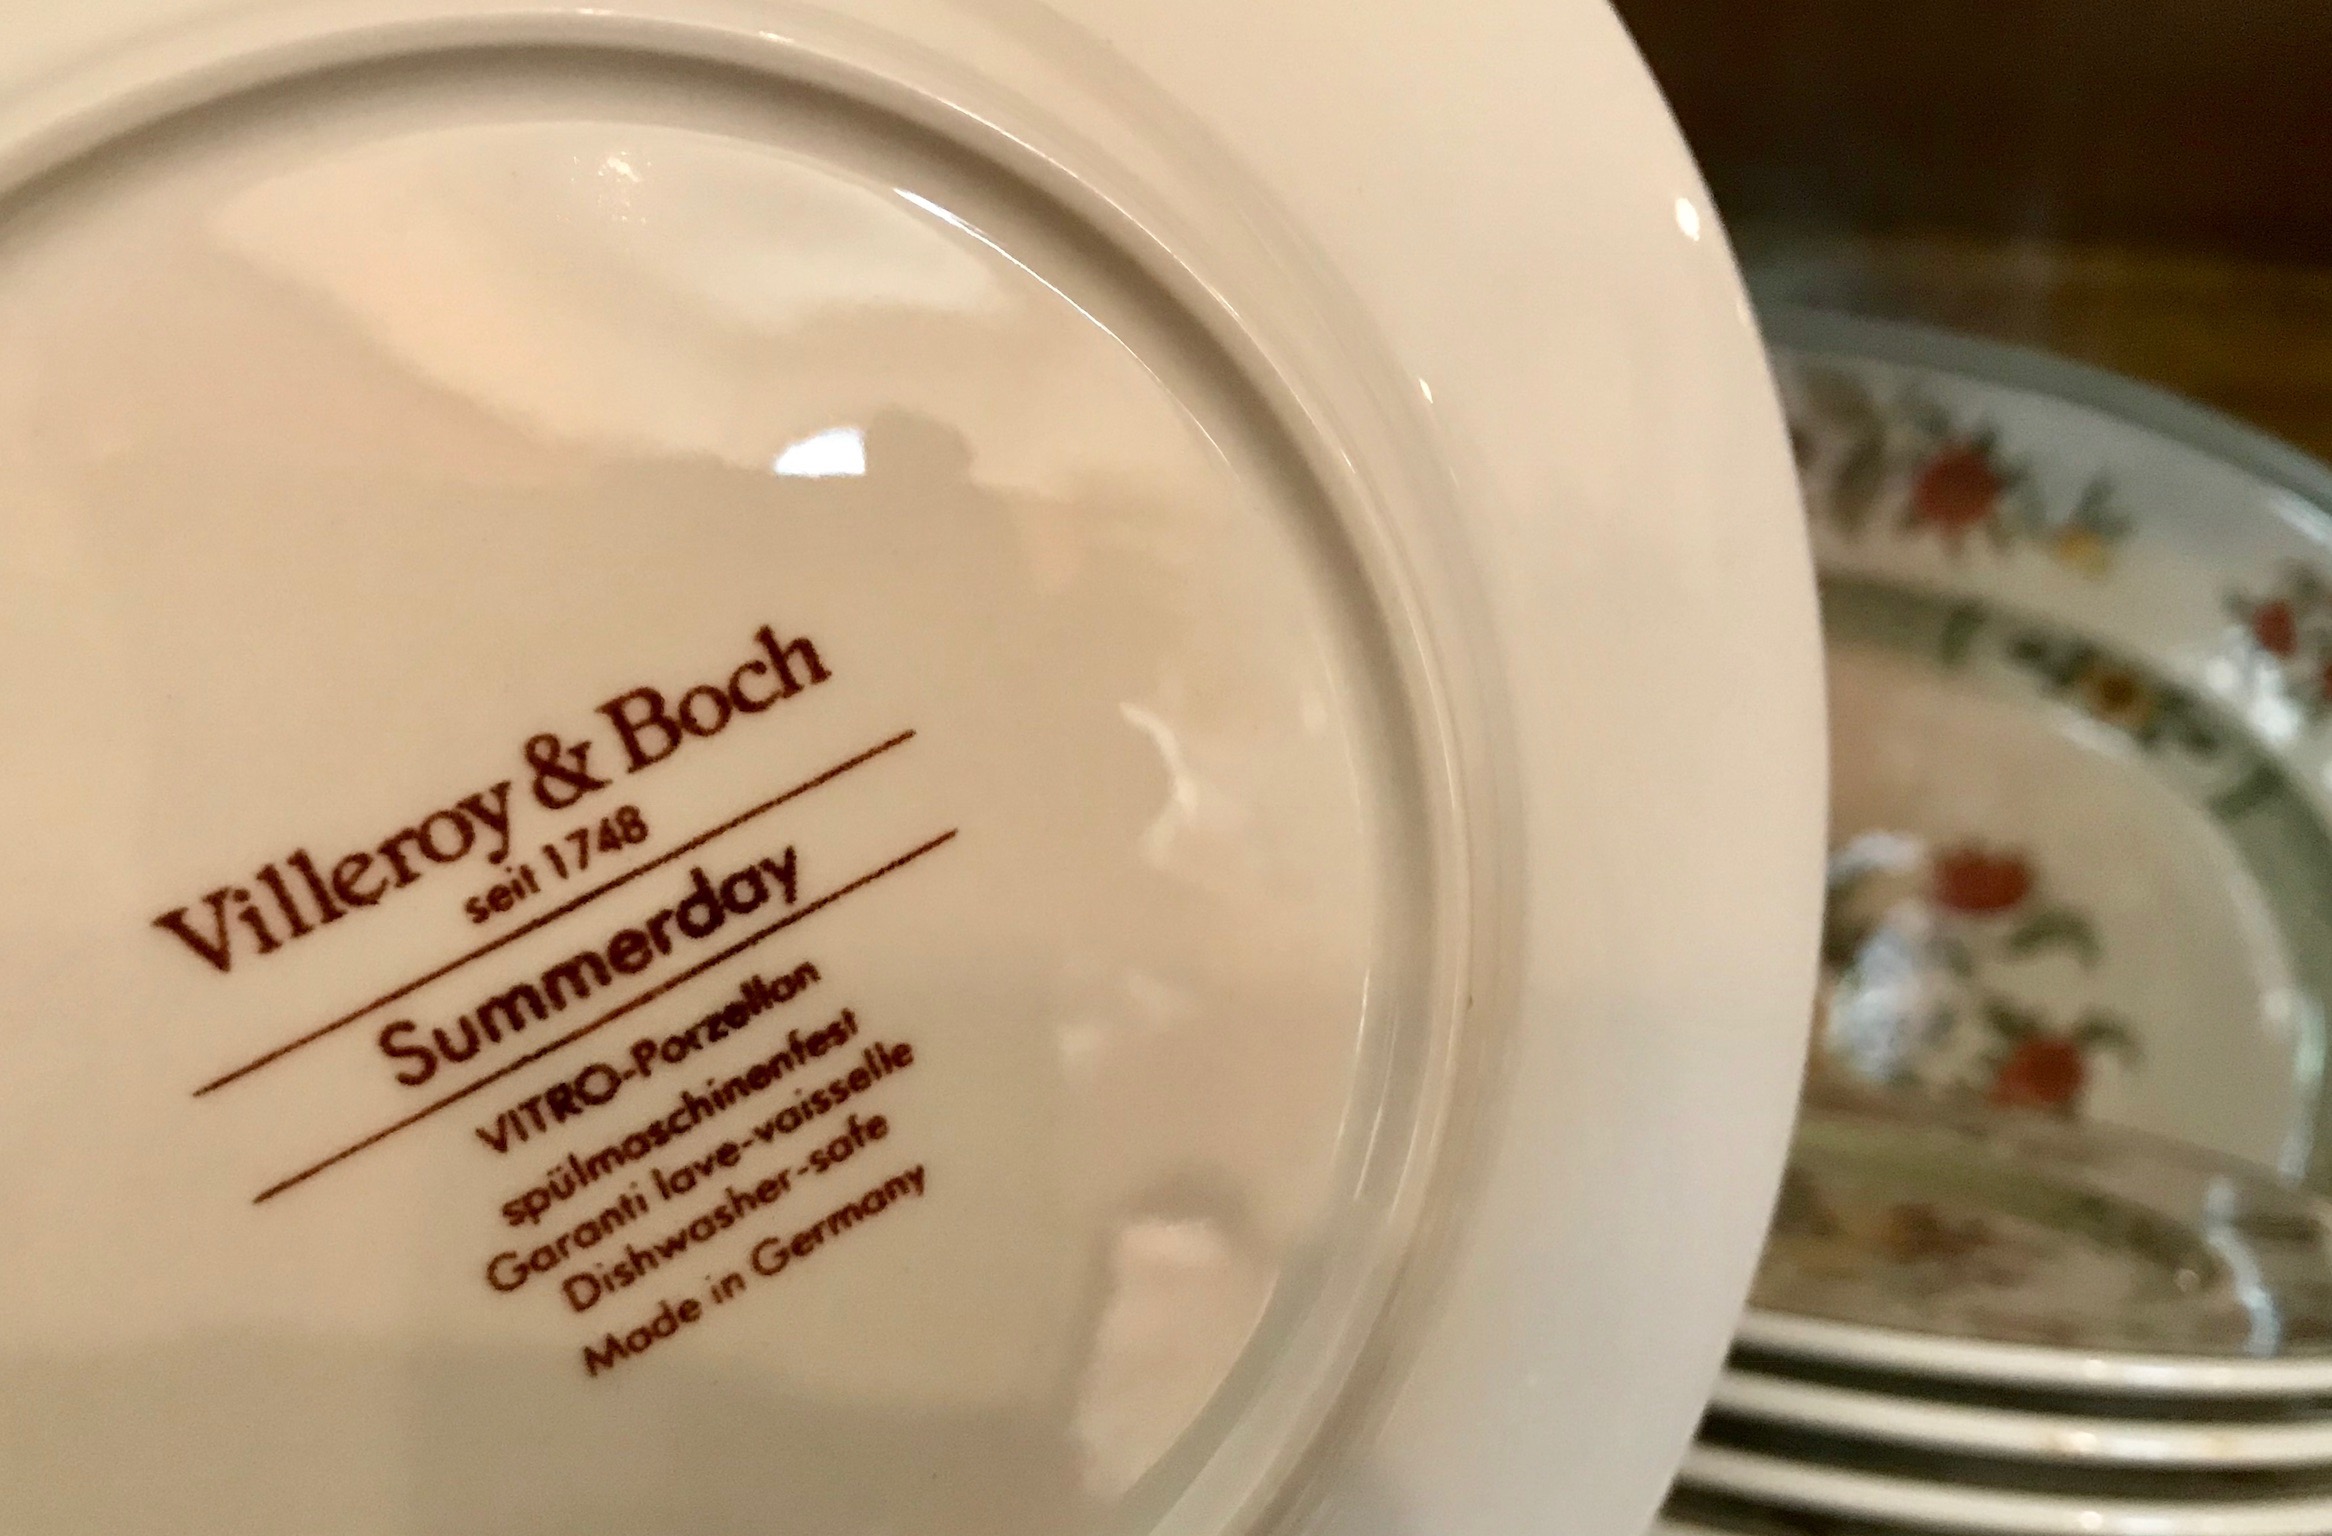 Villeroy & Boch
seit 1748
Summerday
VITRO-Porzellan
spülmaschinenfest
Garanti lave-vaisselle
Dishwasher-safe
Made in Germany